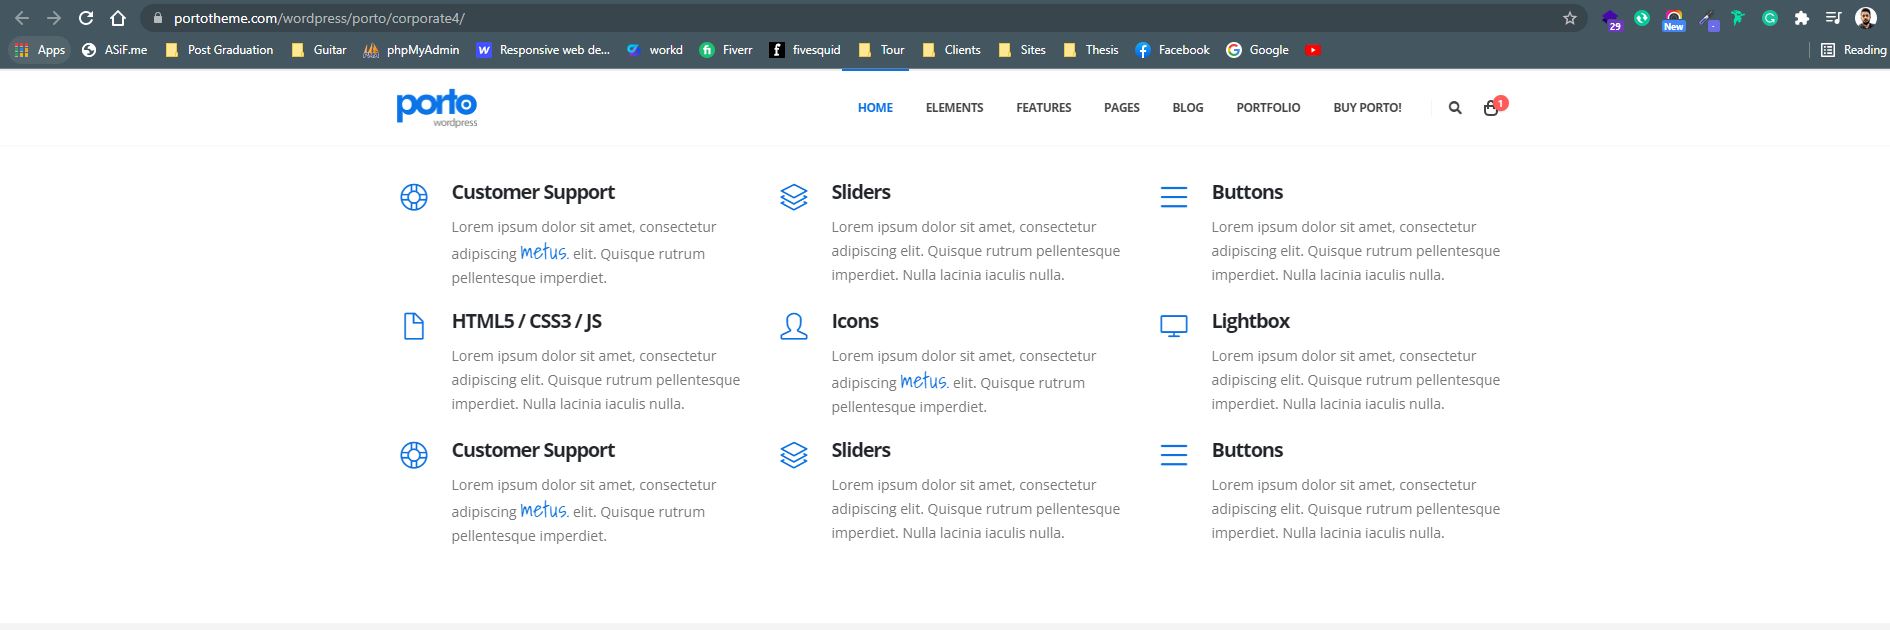 portotheme.com/wordpress/porto/corporate4/
29
New
-
Apps ASiF.me Post Graduation Guitar phpMyAdmin Responsive web de... workd Fiverr fivesquid Tour Clients Sites Thesis Facebook Google Reading
porto
wordpress
HOME ELEMENTS FEATURES PAGES BLOG PORTFOLIO BUY PORTO! 1
Customer Support
Lorem ipsum dolor sit amet, consectetur
adipiscing metus. elit. Quisque rutrum
pellentesque imperdiet.
Sliders
Lorem ipsum dolor sit amet, consectetur
adipiscing elit. Quisque rutrum pellentesque
imperdiet. Nulla lacinia iaculis nulla.
Buttons
Lorem ipsum dolor sit amet, consectetur
adipiscing elit. Quisque rutrum pellentesque
imperdiet. Nulla lacinia iaculis nulla.
HTML5 / CSS3 / JS
Lorem ipsum dolor sit amet, consectetur
adipiscing elit. Quisque rutrum pellentesque
imperdiet. Nulla lacinia iaculis nulla.
Icons
Lorem ipsum dolor sit amet, consectetur
adipiscing metus. elit. Quisque rutrum
pellentesque imperdiet.
Lightbox
Lorem ipsum dolor sit amet, consectetur
adipiscing elit. Quisque rutrum pellentesque
imperdiet. Nulla lacinia iaculis nulla.
Customer Support
Lorem ipsum dolor sit amet, consectetur
adipiscing metus. elit. Quisque rutrum
pellentesque imperdiet.
Sliders
Lorem ipsum dolor sit amet, consectetur
adipiscing elit. Quisque rutrum pellentesque
imperdiet. Nulla lacinia iaculis nulla.
Buttons
Lorem ipsum dolor sit amet, consectetur
adipiscing elit. Quisque rutrum pellentesque
imperdiet. Nulla lacinia iaculis nulla.